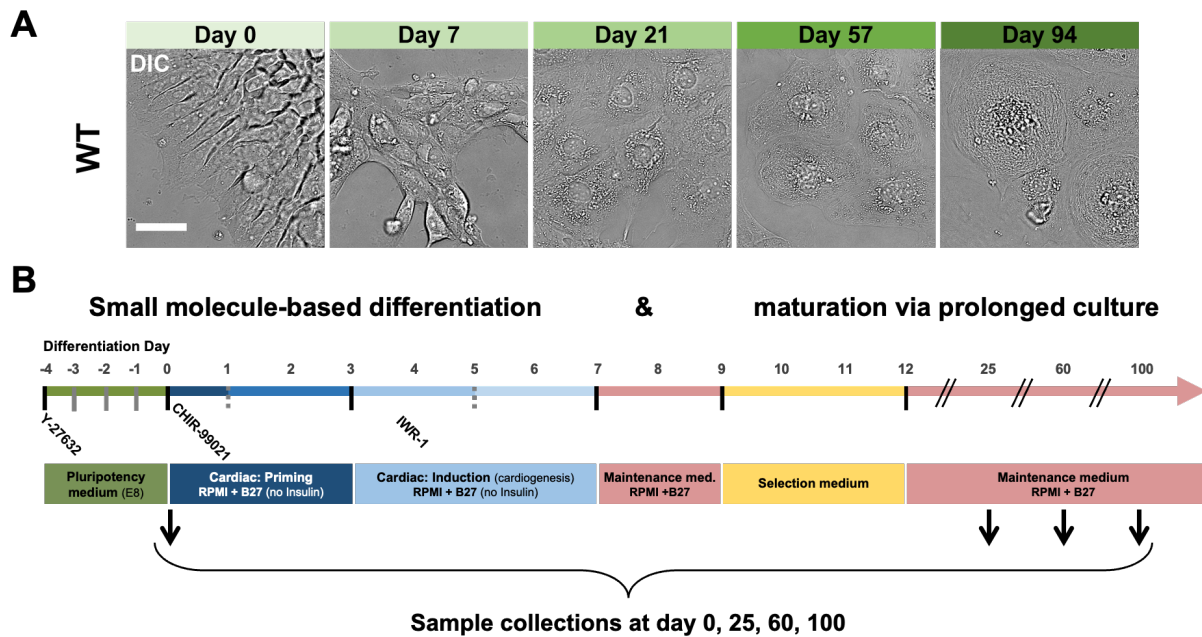 A
Day 0
Day 7
Day 21
Day 57
Day 94
DIC
WT
B
Small molecule-based differentiation & maturation via prolonged culture
Differentiation Day
-4 -3 -2 -1 0 1 2 3 4 5 6 7 8 9 10 11 12 25 60 100
Y-27632
CHIR-99021
IWR-1
Pluripotency
medium (E8)
Cardiac: Priming
RPMI + B27 (no Insulin)
Cardiac: Induction (cardiogenesis)
RPMI + B27 (no Insulin)
Maintenance med.
RPMI +B27
Selection medium
Maintenance medium
RPMI + B27
Sample collections at day 0, 25, 60, 100